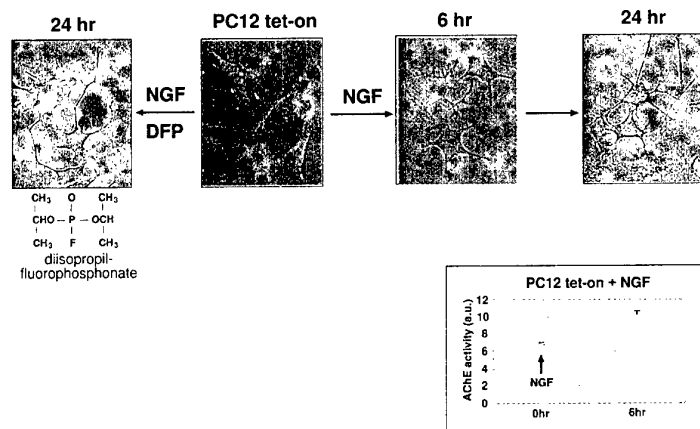 24 hr
PC12 tet-on
6 hr
24 hr
NGF
DFP
NGF
CH₃ O CH₃
CHO – P – OCH
CH₃ F CH₃
diisopropil-
fluorophosphonate
PC12 tet-on + NGF
AChE activity (a.u.)
12
10
8
6
4
2
0
NGF
0hr
6hr